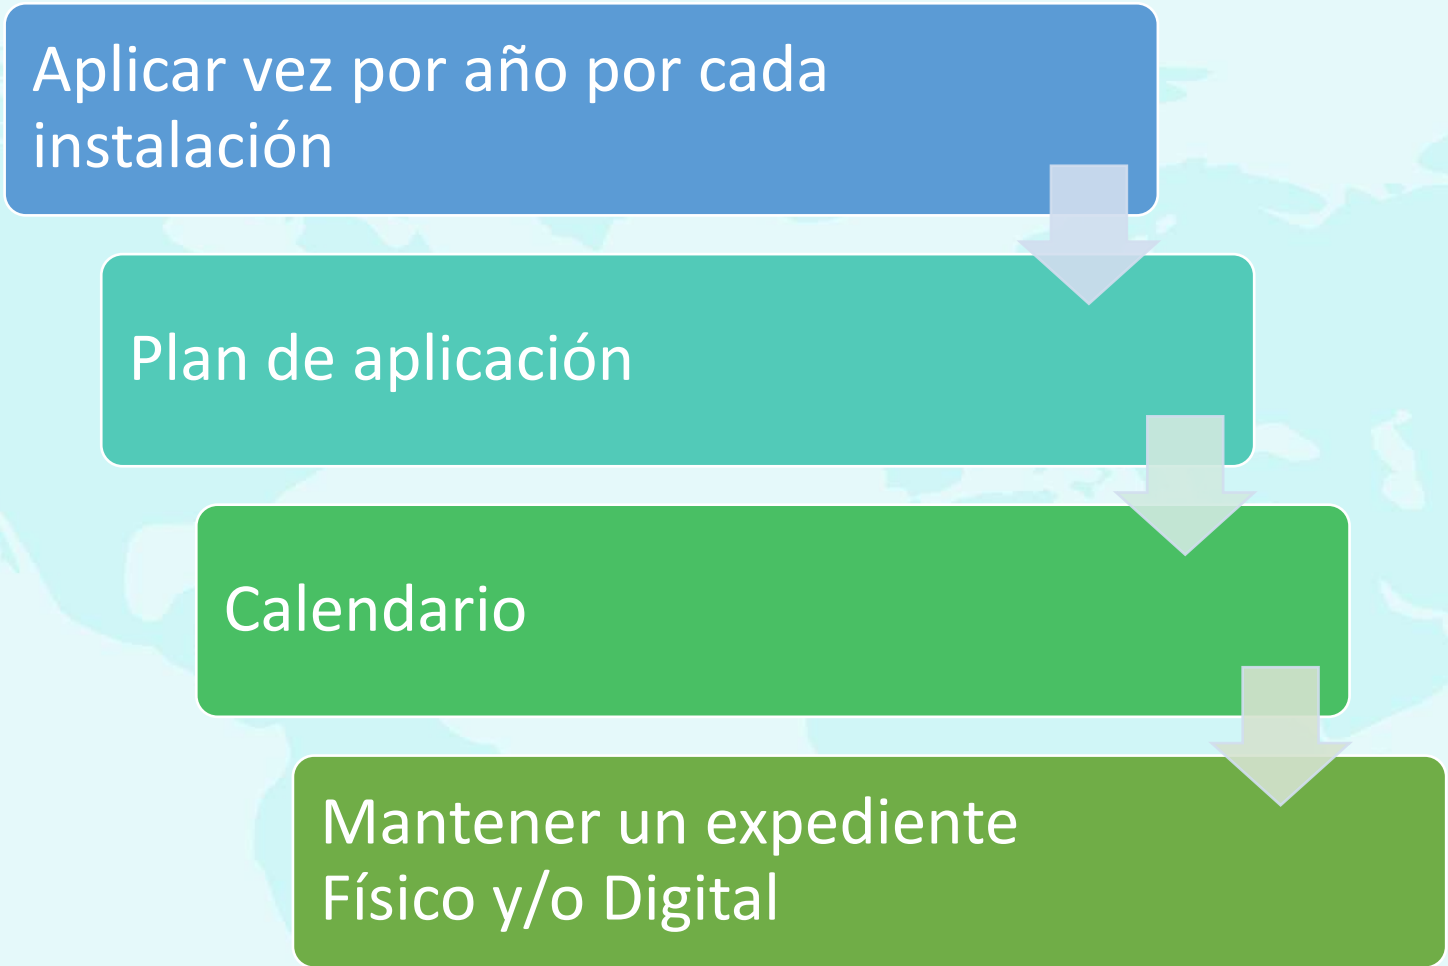 Aplicar vez por año por cada
instalación
Plan de aplicación
Calendario
Mantener un expediente
Físico y/o Digital